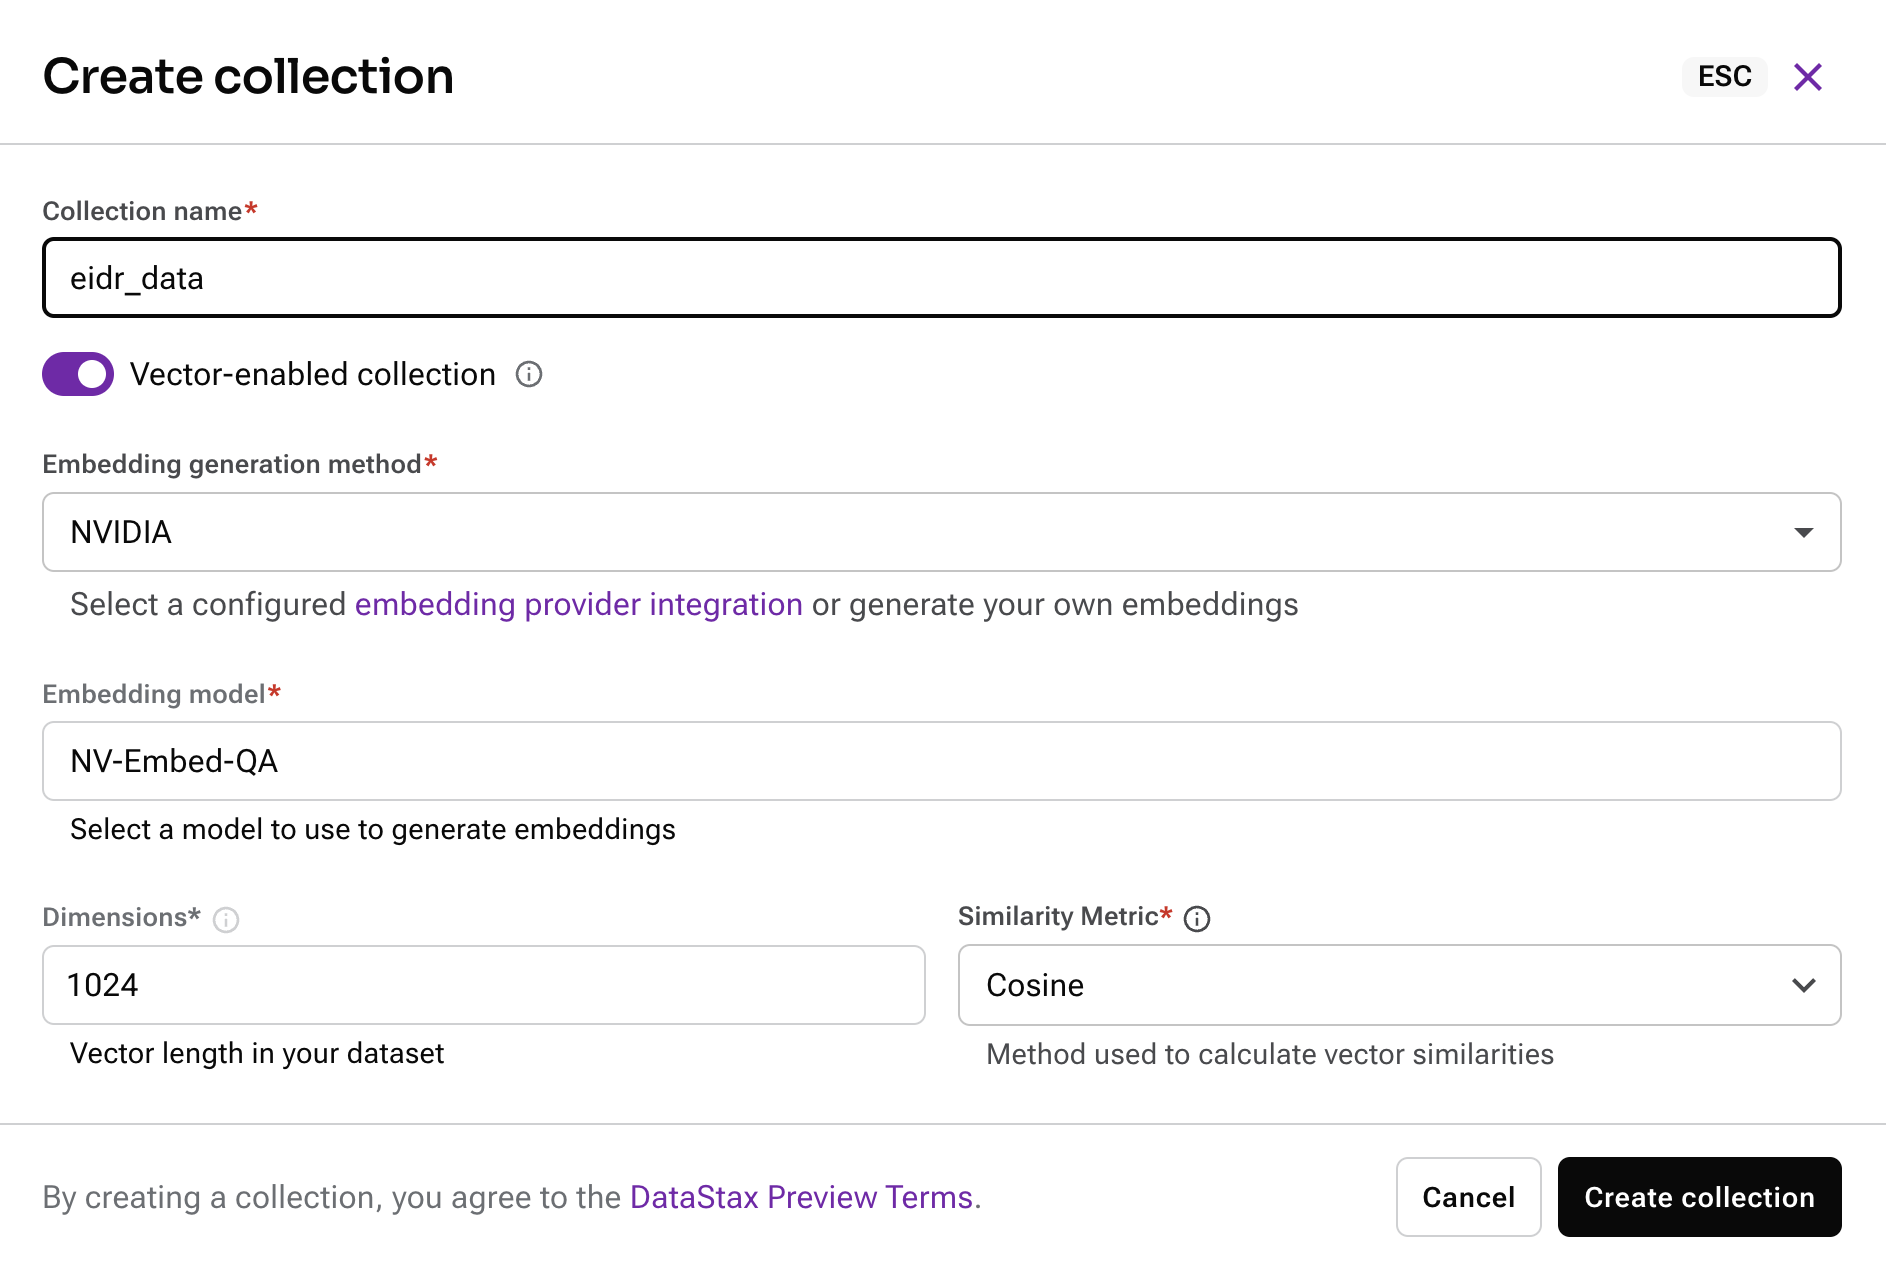 Create collection
ESC
Collection name*
eidr_data
Vector-enabled collection
Embedding generation method*
NVIDIA
Select a configured embedding provider integration or generate your own embeddings
Embedding model*
NV-Embed-QA
Select a model to use to generate embeddings
Dimensions*
1024
Vector length in your dataset
Similarity Metric*
Cosine
Method used to calculate vector similarities
By creating a collection, you agree to the DataStax Preview Terms.
Cancel
Create collection